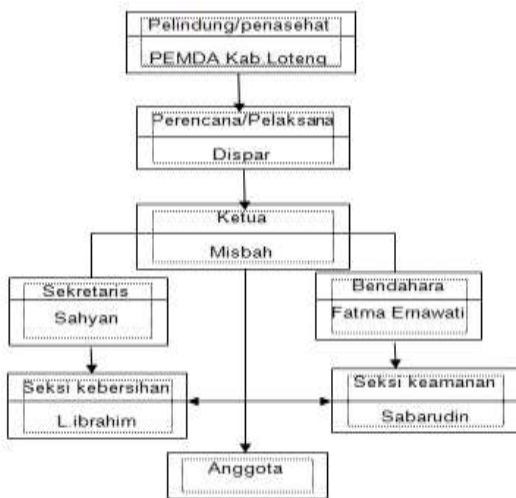 Pelindung/penasehat
PEMDA Kab.Loteng
Perencana/Pelaksana
Dispar
Ketua
Misbah
Sekretaris
Sahyan
Bendahara
Fatma Ernawati
Seksi kebersihan
L.ibrahim
Seksi keamanan
Sabarudin
Anggota